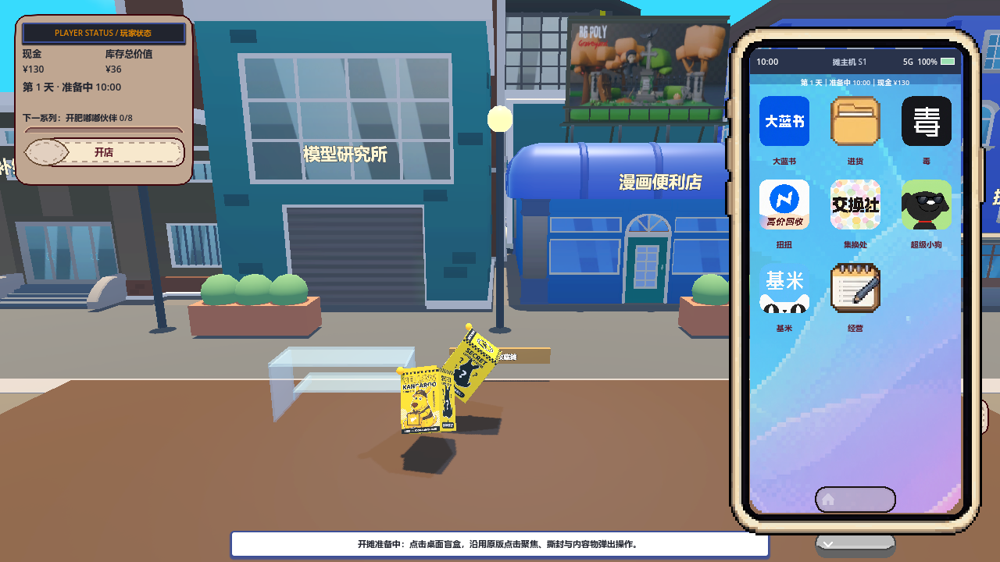 PLAYER STATUS / 玩家状态
现金
库存总价值
¥130
¥36
第 1 天 · 准备中 10:00
下一系列：开肥嘟嘟伙伴 0/8
开店
模型研究所
漫画便利店
RG POLY
Graveyard
YELLOW
KANGAROO
SECRET
10:00
摊主机 S1
5G 100%
第 1 天 | 准备中 10:00 | 现金 ¥130
大蓝书
毒
大蓝书
进货
毒
高价回收
交换社
扭扭
集换处
超级小狗
基米
基米
经营
开摊准备中：点击桌面盲盒，沿用原版点击聚焦、撕封与内容物弹出操作。